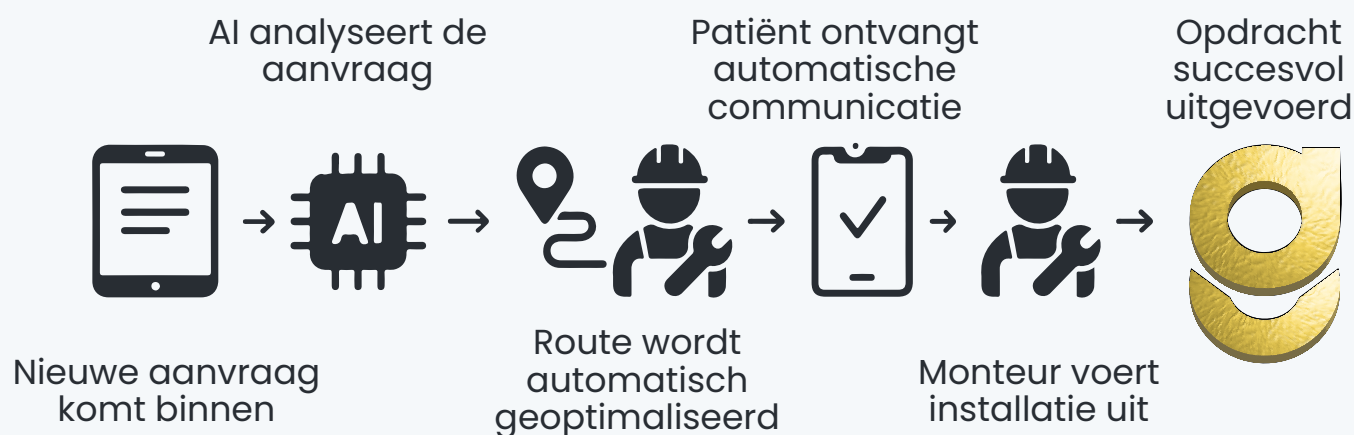 Nieuwe aanvraag
komt binnen
AI analyseert de
aanvraag
AI
Route wordt
automatisch
geoptimaliseerd
Patiënt ontvangt
automatische
communicatie
Monteur voert
installatie uit
Opdracht
succesvol
uitgevoerd
g